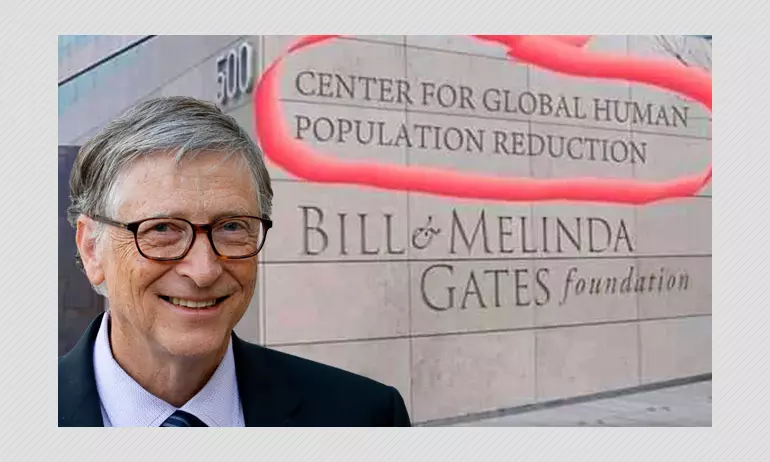 500
CENTER FOR GLOBAL HUMAN
POPULATION REDUCTION
BILL & MELINDA
GATES foundation